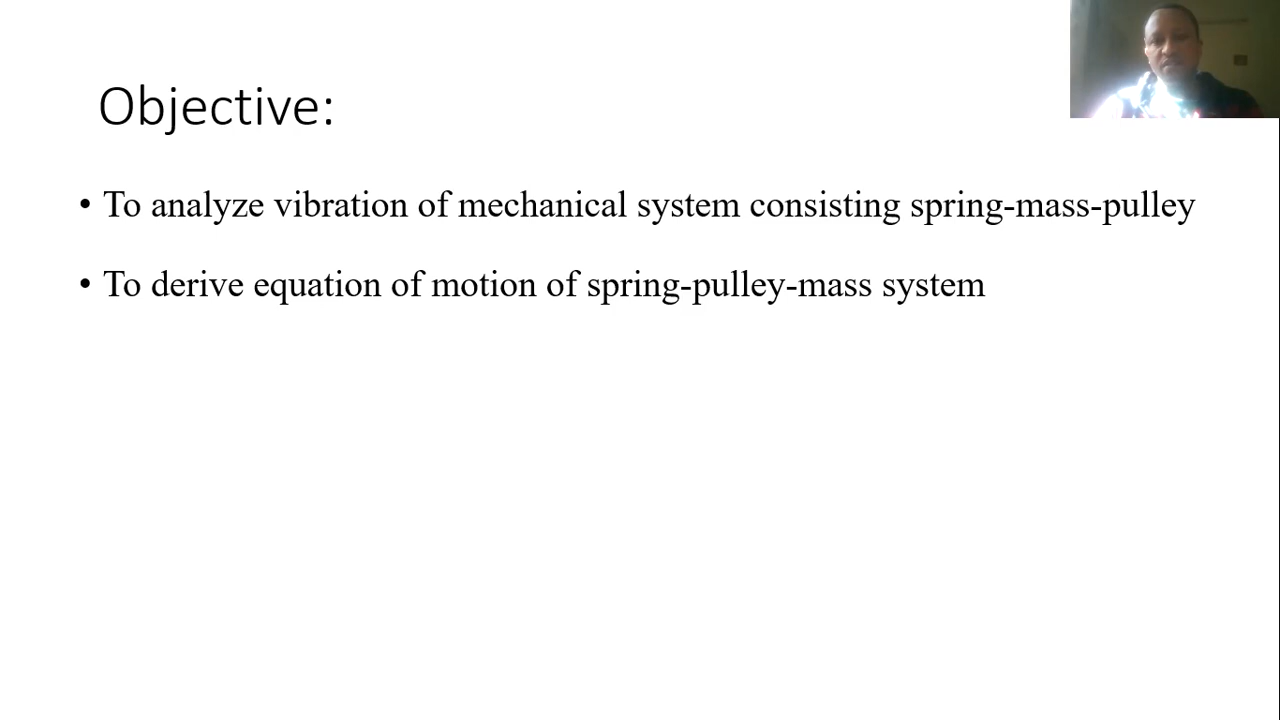 Objective:
• To analyze vibration of mechanical system consisting spring-mass-pulley
• To derive equation of motion of spring-pulley-mass system